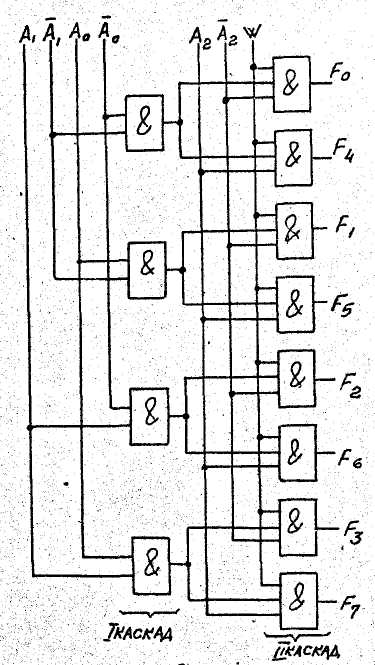 A₁ Ā₁ A₀ Ā₀ A₂ Ā₂ W
& F₀
&
& F₄
& F₁
&
& F₅
& F₂
&
& F₆
& F₃
&
& F₇
I КАСКАД
II КАСКАД